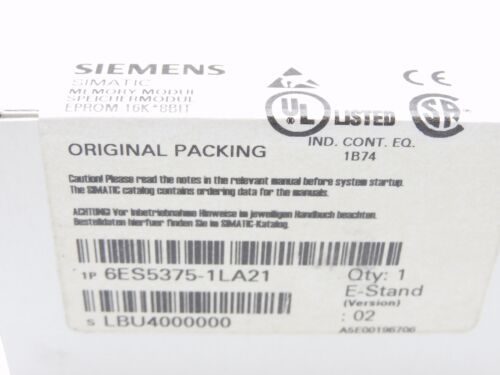 SIEMENS
SIMATIC
MEMORY MODUL
SPEICHERMODUL
EPROM 16K*8BIT
CE
UL LISTED SA
IND. CONT. EQ.
1B74
ORIGINAL PACKING
Caution! Please read the notes in the relevant manual before system startup.
The SIMATIC catalog contains ordering data for the manuals.
ACHTUNG! Vor Inbetriebnahme Hinweise im jeweiligen Handbuch beachten.
Bestelldaten hierfuer finden Sie im SIMATIC-Katalog.
1P 6ES5375-1LA21
Qty: 1
E-Stand
(Version)
: 02
S LBU4000000
A5E00196706